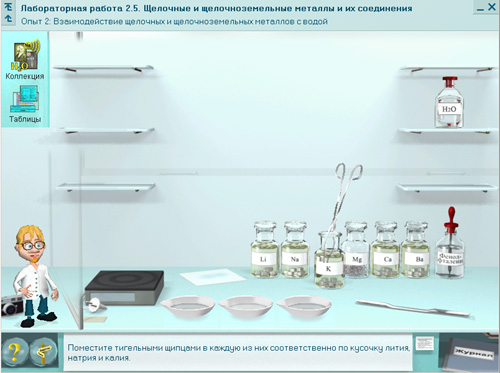 Лабораторная работа 2.5. Щелочные и щелочноземельные металлы и их соединения
Опыт 2: Взаимодействие щелочных и щелочноземельных металлов с водой
H2O
Коллекция
Таблицы
H2O
Li
Na
K
Mg
Ca
Ba
Фенол-
фталеин
Поместите тигельными щипцами в каждую из них соответственно по кусочку лития,
натрия и калия.
Журнал
?